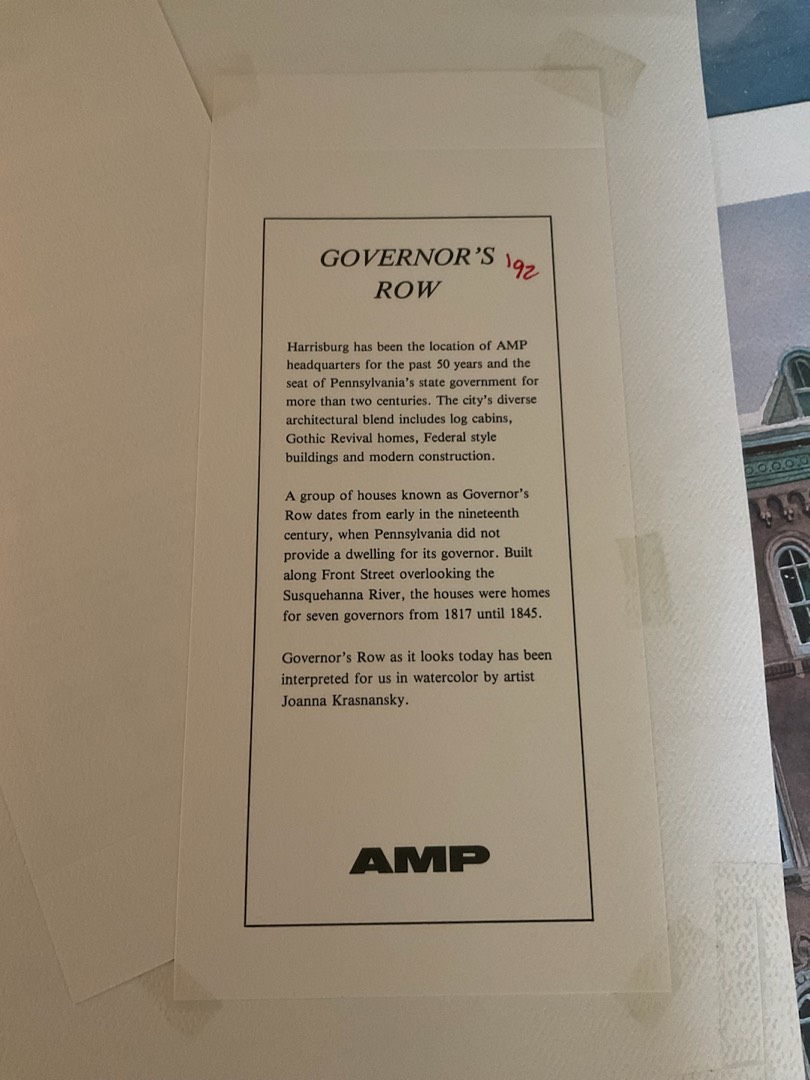 GOVERNOR'S '92
ROW
Harrisburg has been the location of AMP
headquarters for the past 50 years and the
seat of Pennsylvania's state government for
more than two centuries. The city's diverse
architectural blend includes log cabins,
Gothic Revival homes, Federal style
buildings and modern construction.
A group of houses known as Governor's
Row dates from early in the nineteenth
century, when Pennsylvania did not
provide a dwelling for its governor. Built
along Front Street overlooking the
Susquehanna River, the houses were homes
for seven governors from 1817 until 1845.
Governor's Row as it looks today has been
interpreted for us in watercolor by artist
Joanna Krasnansky.
AMP